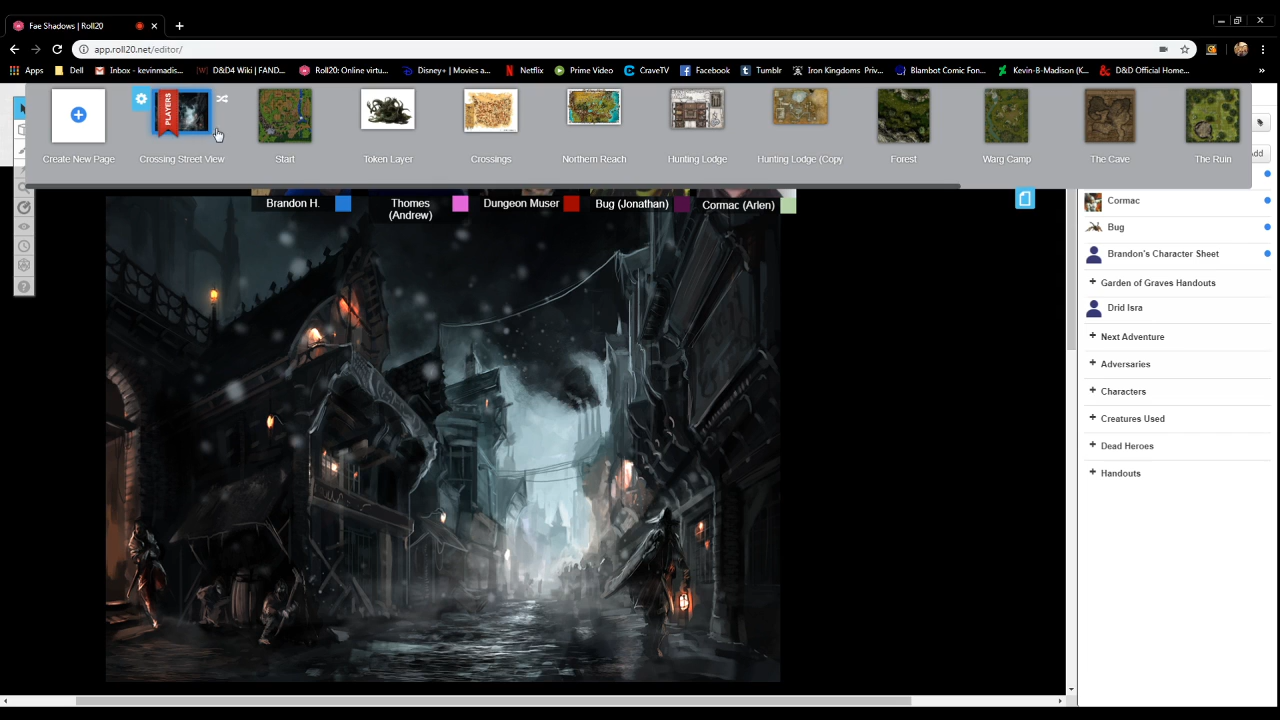 Fae Shadows | Roll20
app.roll20.net/editor/
Apps Dell Inbox - kevinmadis... D&D4 Wiki | FAND... Roll20: Online virtu... Disney+ | Movies a... Netflix Prime Video CraveTV Facebook Tumblr Iron Kingdoms Priv... Blambot Comic Fon... Kevin-B-Madison (K... D&D Official Home... »
PLAYERS
Create New Page Crossing Street View Start Token Layer Crossings Northern Reach Hunting Lodge Hunting Lodge (Copy Forest Warg Camp The Cave The Ruin
Brandon H. Thomes (Andrew) Dungeon Muser Bug (Jonathan) Cormac (Arlen)
Cormac
Bug
Brandon's Character Sheet
+ Garden of Graves Handouts
Drid Isra
+ Next Adventure
+ Adversaries
+ Characters
+ Creatures Used
+ Dead Heroes
+ Handouts